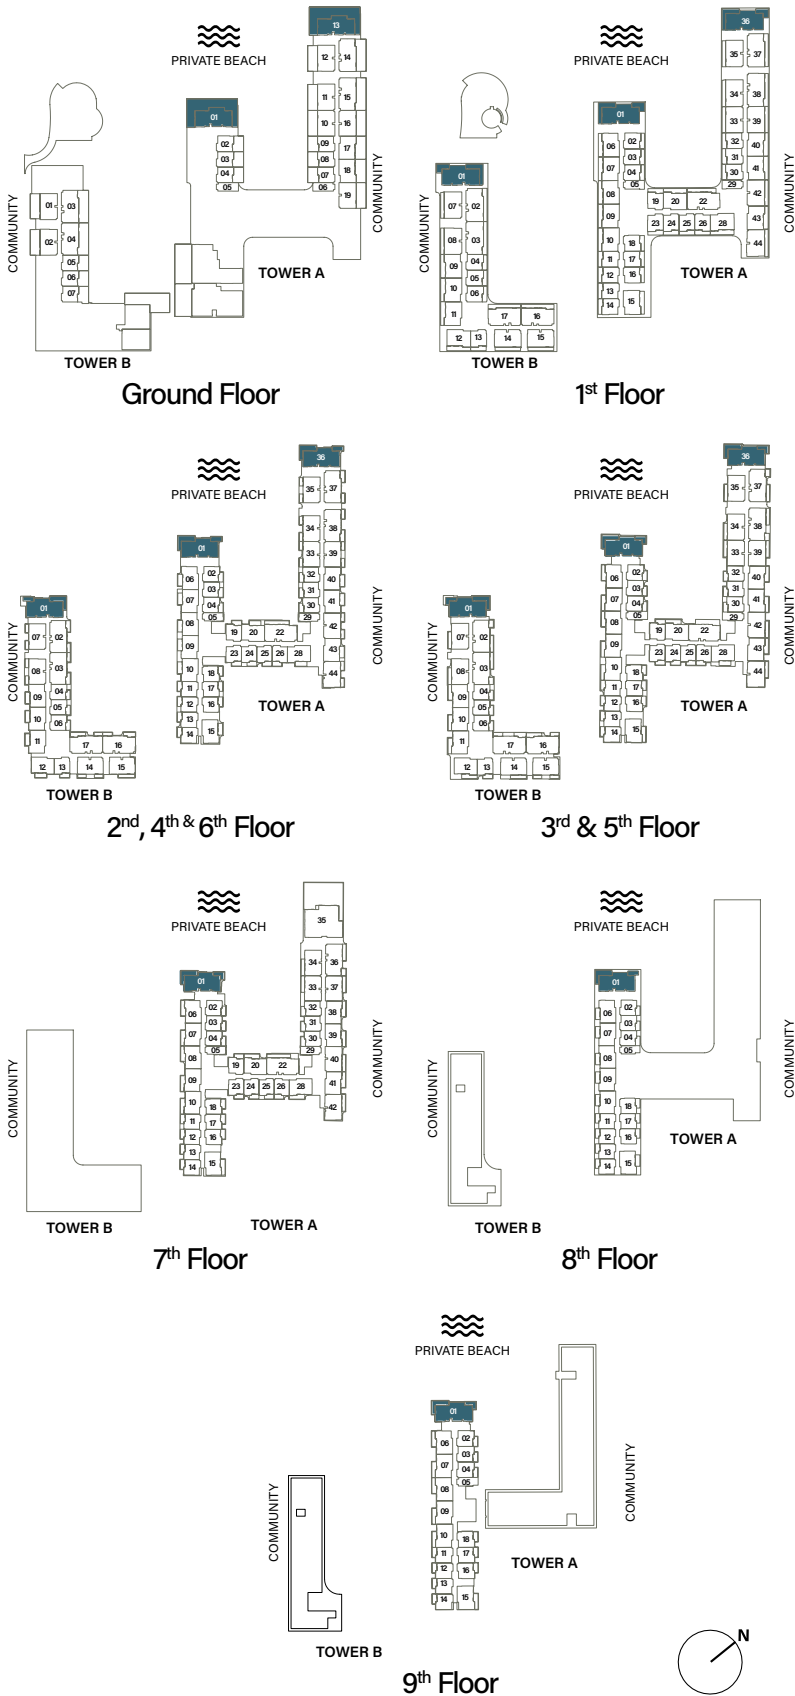 PRIVATE BEACH
13
12 14
11 15
10 16
09 17
08 18
07
06 19
01
02
03
04
05
01 03
02 04
05
06
07
COMMUNITY
COMMUNITY
TOWER A
TOWER B
Ground Floor
PRIVATE BEACH
36
35 37
34 38
33 39
32 40
31 41
30
29 42
43
44
01
06 02
07 03
04
08 05
09
10 18
11 17
12 16
13
14 15
19 20 22
23 24 25 26 28
01
07 02
08 03
04
09 05
10 06
11
17 16
12 13 14 15
COMMUNITY
COMMUNITY
TOWER A
TOWER B
1st Floor
PRIVATE BEACH
36
35 37
34 38
33 39
32 40
31 41
30
29 42
43
44
01
06 02
07 03
04
08 05
09
10 18
11 17
12 16
13
14 15
19 20 22
23 24 25 26 28
01
07 02
08 03
09 04
05
10 06
11
17 16
12 13 14 15
COMMUNITY
COMMUNITY
TOWER A
TOWER B
2nd, 4th & 6th Floor
PRIVATE BEACH
36
35 37
34 38
33 39
32 40
31 41
30
29 42
43
44
01
06 02
07 03
04
08 05
09
10 18
11 17
12 16
13
14 15
19 20 22
23 24 25 26 28
01
07 02
08 03
09 04
05
10 06
11
17 16
12 13 14 15
COMMUNITY
COMMUNITY
TOWER A
TOWER B
3rd & 5th Floor
PRIVATE BEACH
35
34 36
33 37
32 38
31 39
30
29 40
41
42
01
06 02
07 03
04
08 05
09
10 18
11 17
12 16
13
14 15
19 20 22
23 24 25 26 28
COMMUNITY
COMMUNITY
TOWER B
TOWER A
7th Floor
PRIVATE BEACH
01
06 02
07 03
04
08 05
09
10 18
11 17
12 16
13
14 15
COMMUNITY
COMMUNITY
TOWER A
TOWER B
8th Floor
PRIVATE BEACH
01
06 02
03
07 04
08 05
09
10 18
11 17
12 16
13
14 15
COMMUNITY
COMMUNITY
TOWER A
TOWER B
9th Floor
N